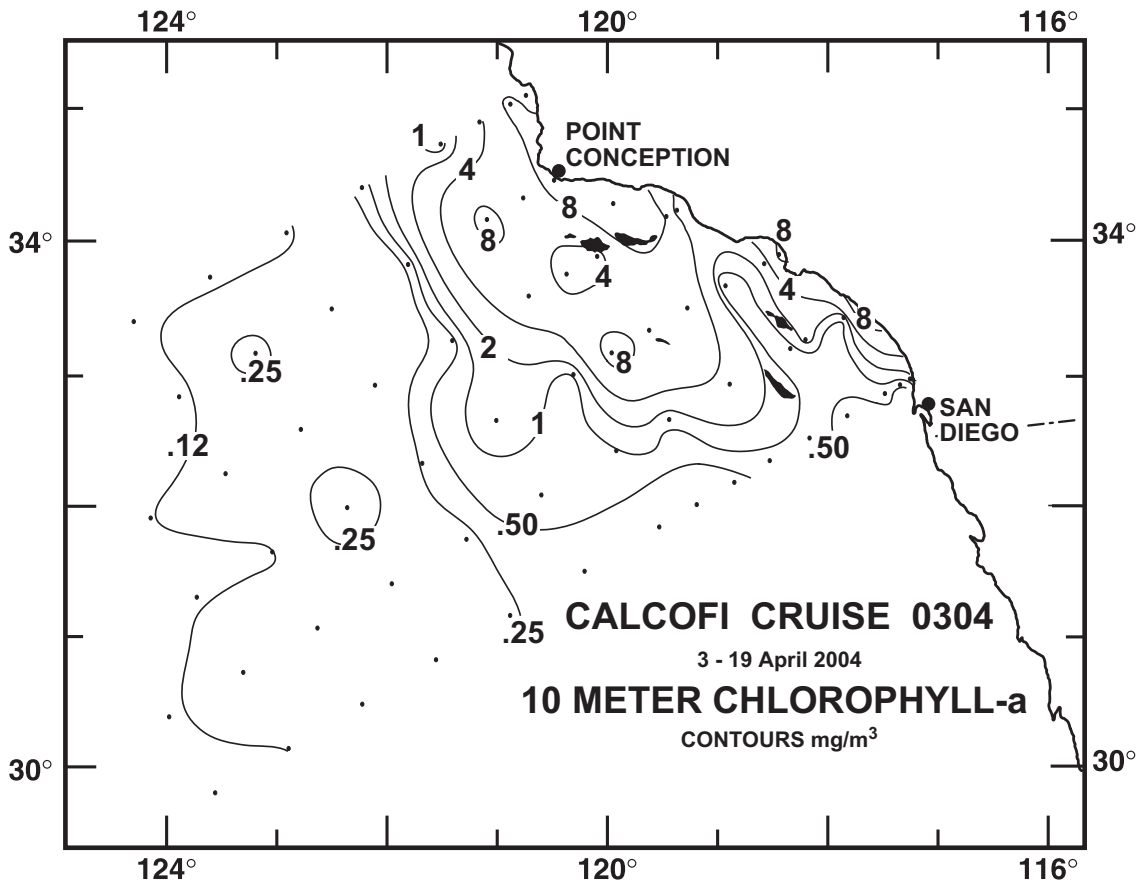 124° 120° 116°
POINT
CONCEPTION
1
4
8
8
8
34° 34°
4
4
8
2
8
.25
1
SAN
DIEGO
.12
.50
.50
.25
.25
CALCOFI CRUISE 0304
3 - 19 April 2004
10 METER CHLOROPHYLL-a
CONTOURS mg/m³
30° 30°
124° 120° 116°